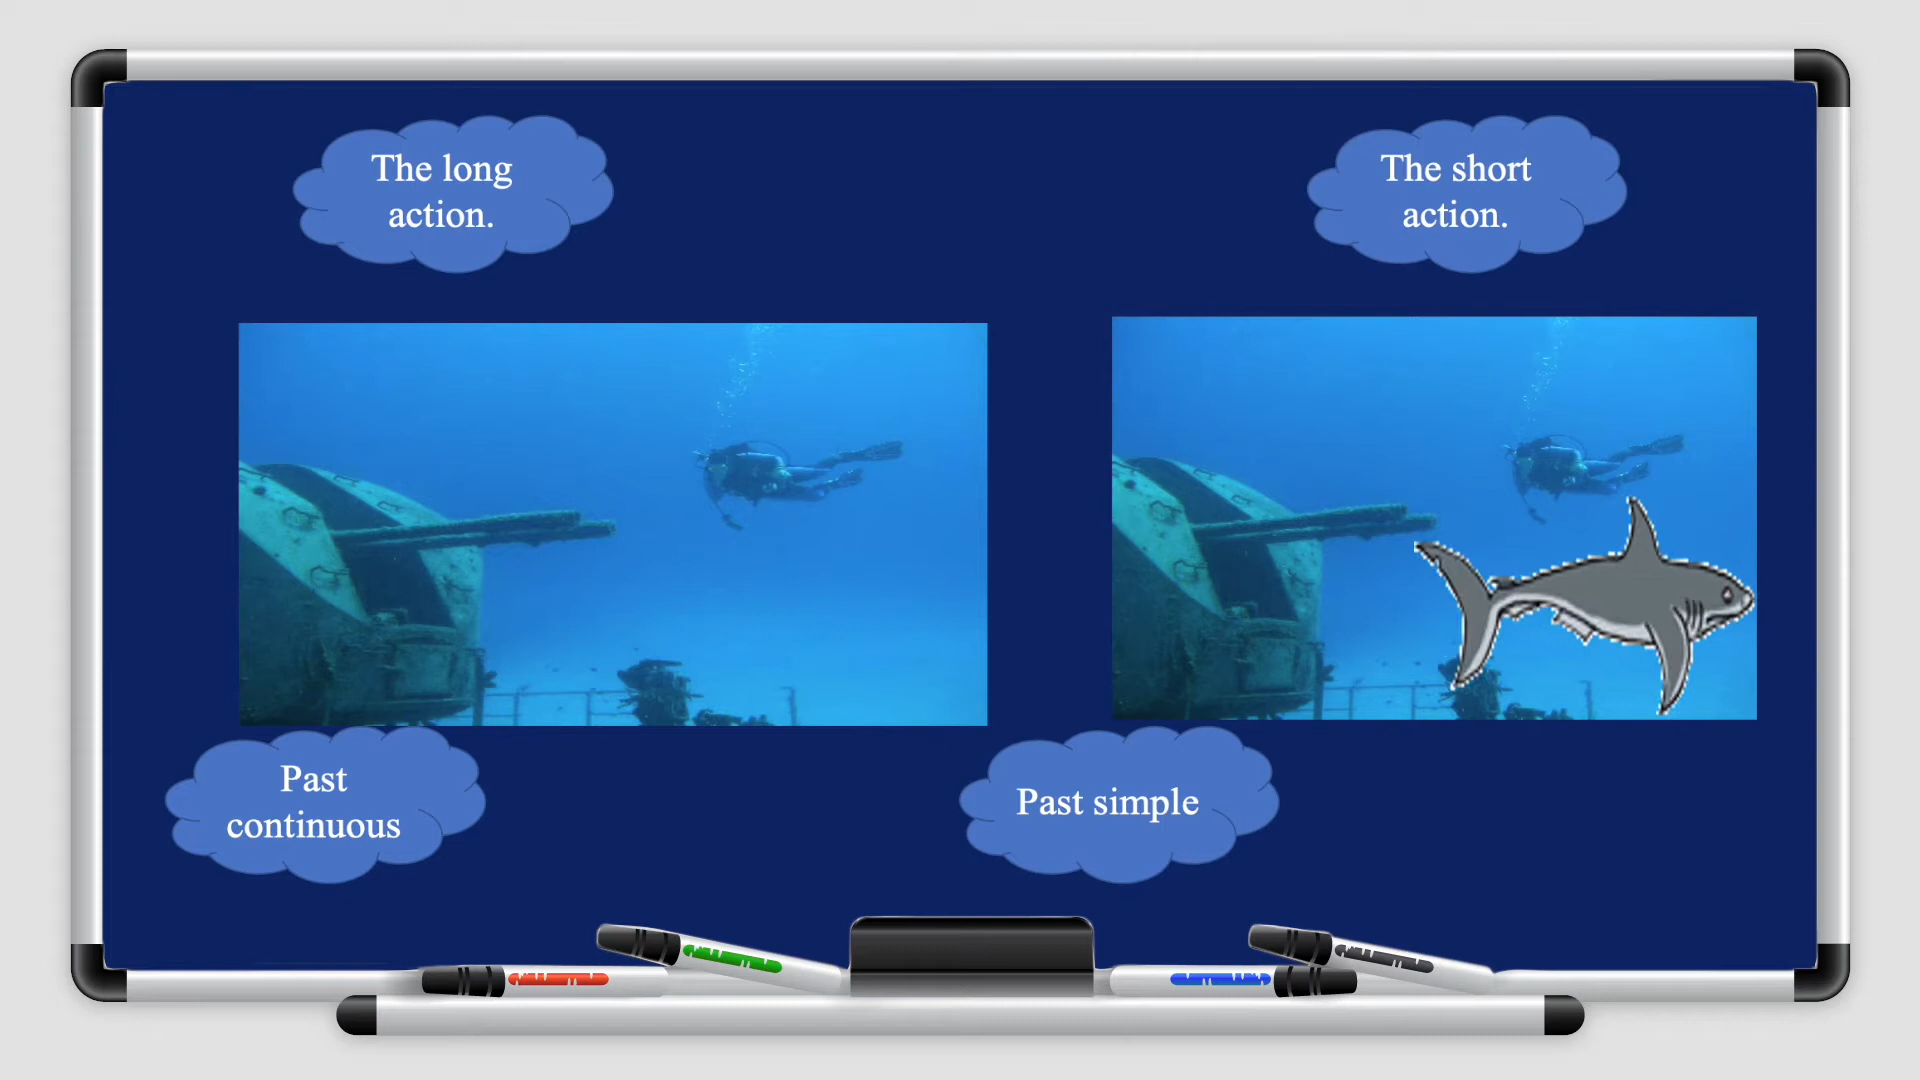 The long
action.
The short
action.
Past
continuous
Past simple